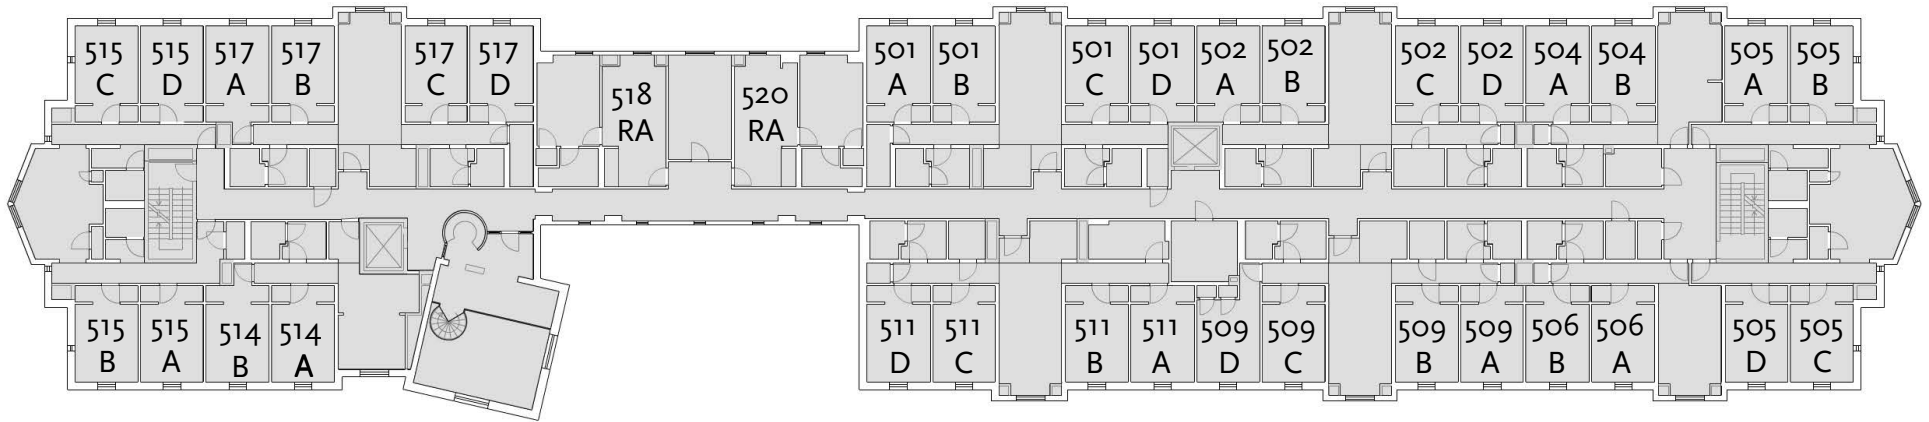 515 C
515 D
517 A
517 B
517 C
517 D
518 RA
520 RA
501 A
501 B
501 C
501 D
502 A
502 B
502 C
502 D
504 A
504 B
505 A
505 B
515 B
515 A
514 B
514 A
511 D
511 C
511 B
511 A
509 D
509 C
509 B
509 A
506 B
506 A
505 D
505 C